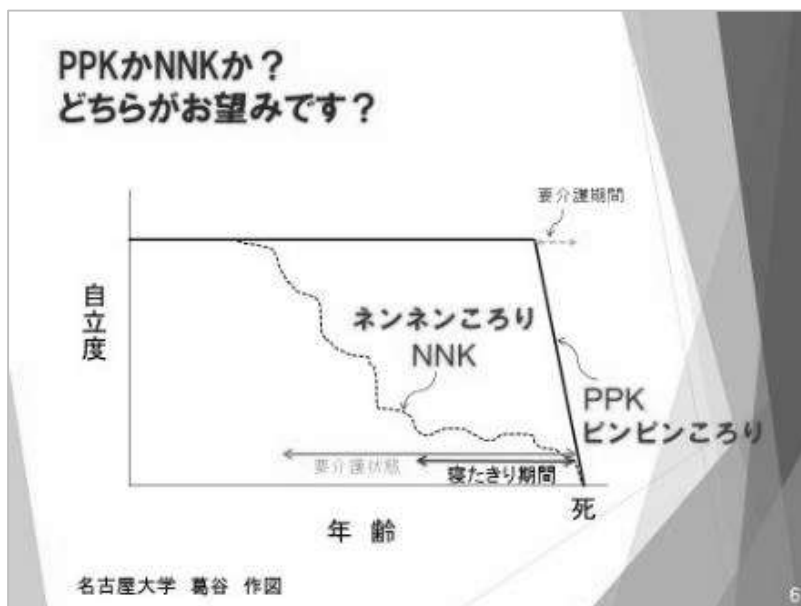 PPKかNNKか？
どちらがお望みです？
要介護期間
自立度
ネンネンころり
NNK
PPK
ピンピンころり
要介護状態
寝たきり期間
死
年 齢
名古屋大学 葛谷 作図
6